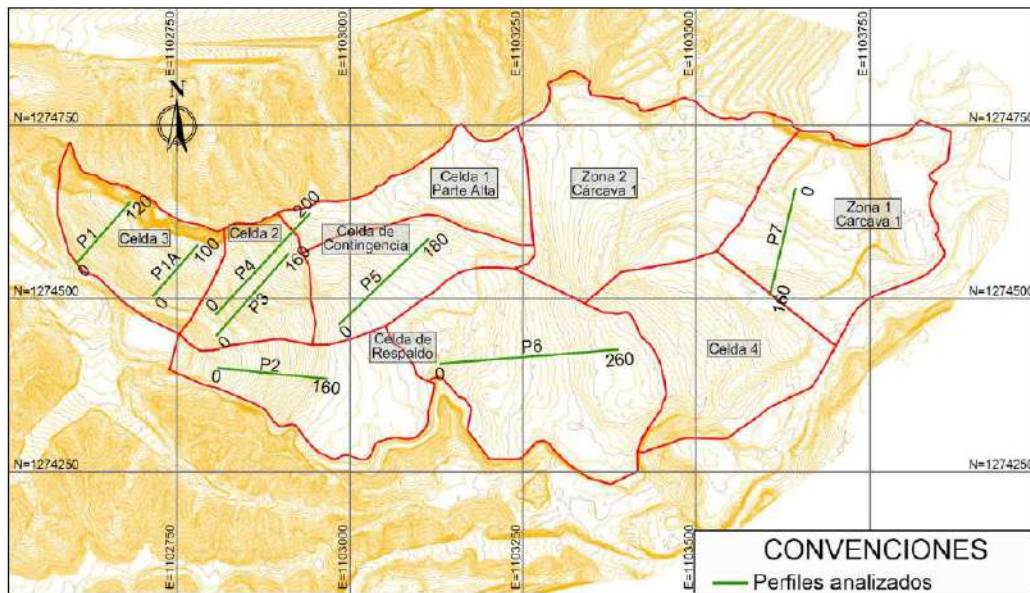 E=1102750
E=1103000
E=1103250
E=1103500
E=1103750
N
N=1274750
N=1274750
Celda 1
Parte Alta
Zona 2
Cárcava 1
Zona 1
Cárcava 1
Celda 3
Celda 2
Celda de
Contingencia
P1
0
120
P1A
0
100
P4
0
200
P3
0
160
P5
0
180
P7
0
160
N=1274500
N=1274500
Celda de
Respaldo
Celda 4
P2
0
160
P6
0
260
N=1274250
N=1274250
E=1102750
E=1103000
E=1103250
E=1103500
CONVENCIONES
Perfiles analizados